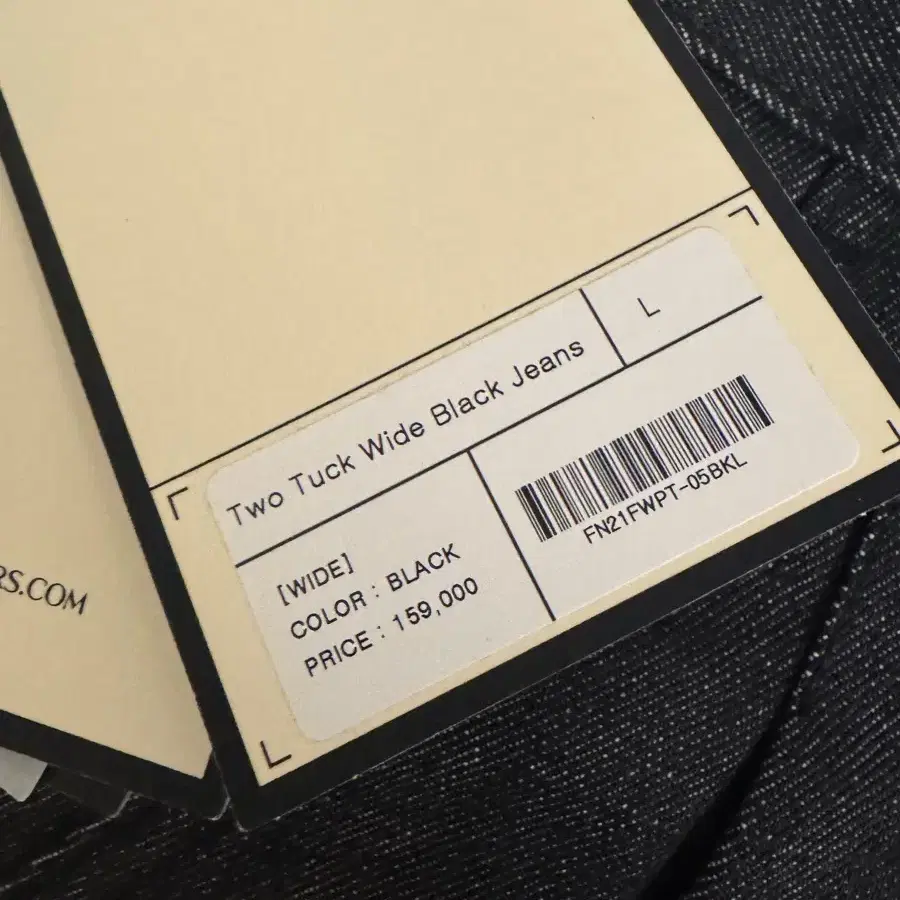 Two Tuck Wide Black Jeans
L
[WIDE]
COLOR : BLACK
PRICE : 159,000
FN21FWPT-05BKL
RS.COM